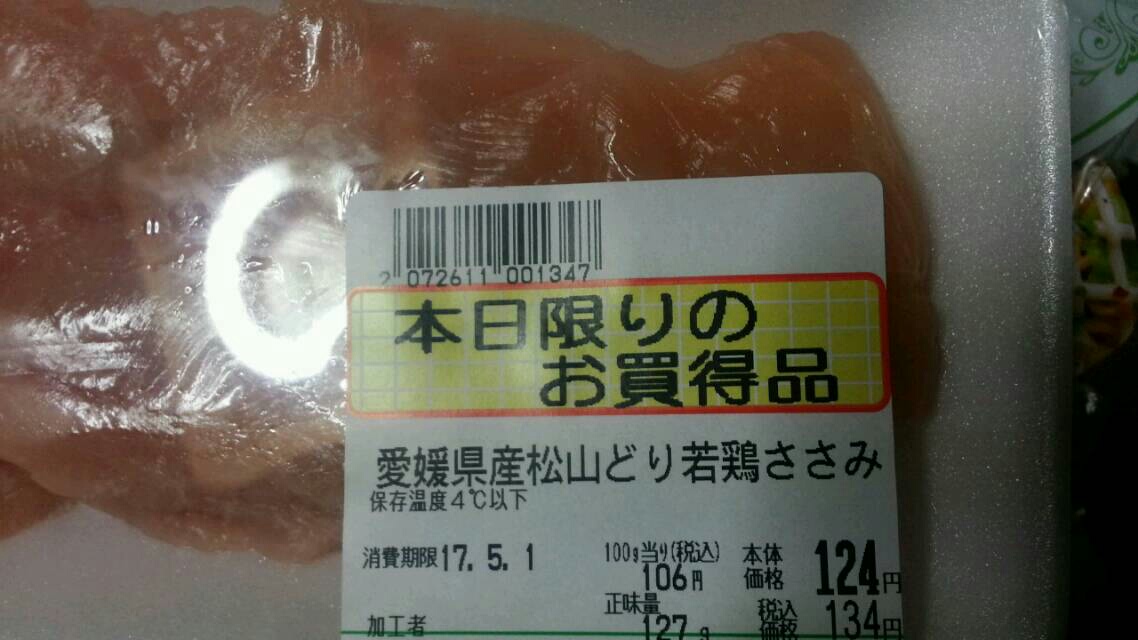 2 072611 001347
本日限りの
お買得品
愛媛県産松山どり若鶏ささみ
保存温度4℃以下
消費期限17.5.1
100g当り(税込)
106円
本体
価格
124円
正味量
127g
税込
価格
134円
加工者